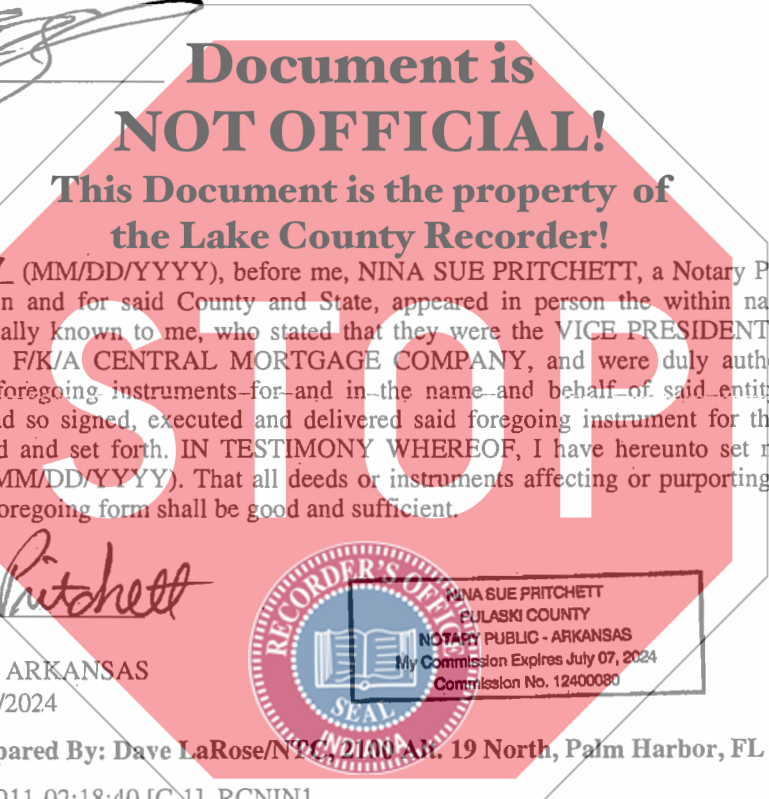 Document is
NOT OFFICIAL!
This Document is the property of
the Lake County Recorder!
(MM/DD/YYYY), before me, NINA SUE PRITCHETT, a Notary P
n and for said County and State, appeared in person the within na
ally known to me, who stated that they were the VICE PRESIDENT
F/K/A CENTRAL MORTGAGE COMPANY, and were duly auth
foregoing instruments for and in the name and behalf of said entit
d so signed, executed and delivered said foregoing instrument for th
d and set forth. IN TESTIMONY WHEREOF, I have hereunto set m
MM/DD/YYYY). That all deeds or instruments affecting or purporting
oregoing form shall be good and sufficient.
STOP
Pritchett
RECORDER'S OFFICE
SEAL
INDIANA
NINA SUE PRITCHETT
PULASKI COUNTY
NOTARY PUBLIC - ARKANSAS
My Commission Expires July 07, 2024
Commission No. 12400080
ARKANSAS
/2024
pared By: Dave LaRose/NTC, 2100 Alt. 19 North, Palm Harbor, FL
011 02:18:40 [C-1] RCNIN1